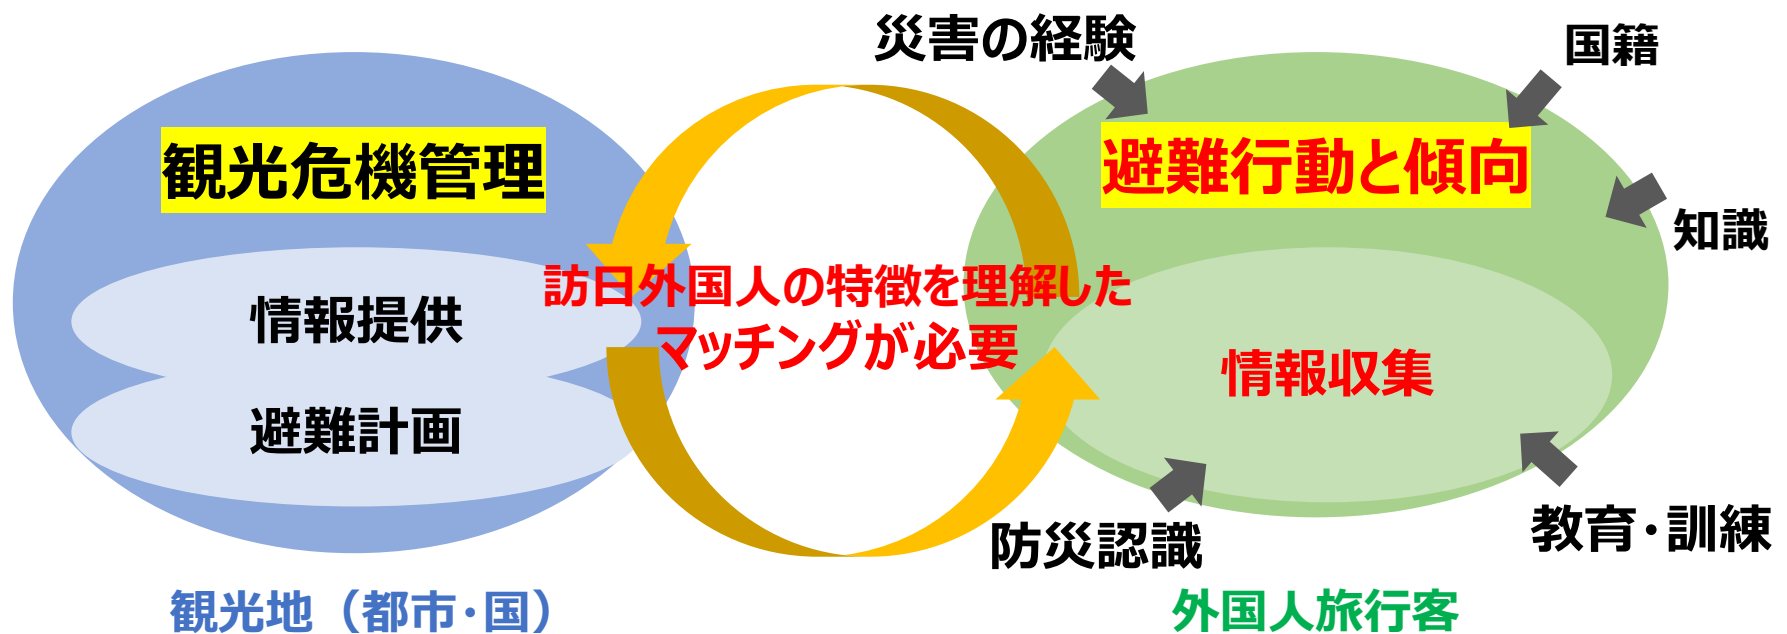 災害の経験
国籍
観光危機管理
避難行動と傾向
知識
訪日外国人の特徴を理解した
マッチングが必要
情報提供
情報収集
避難計画
防災認識
教育・訓練
観光地（都市・国）
外国人旅行客